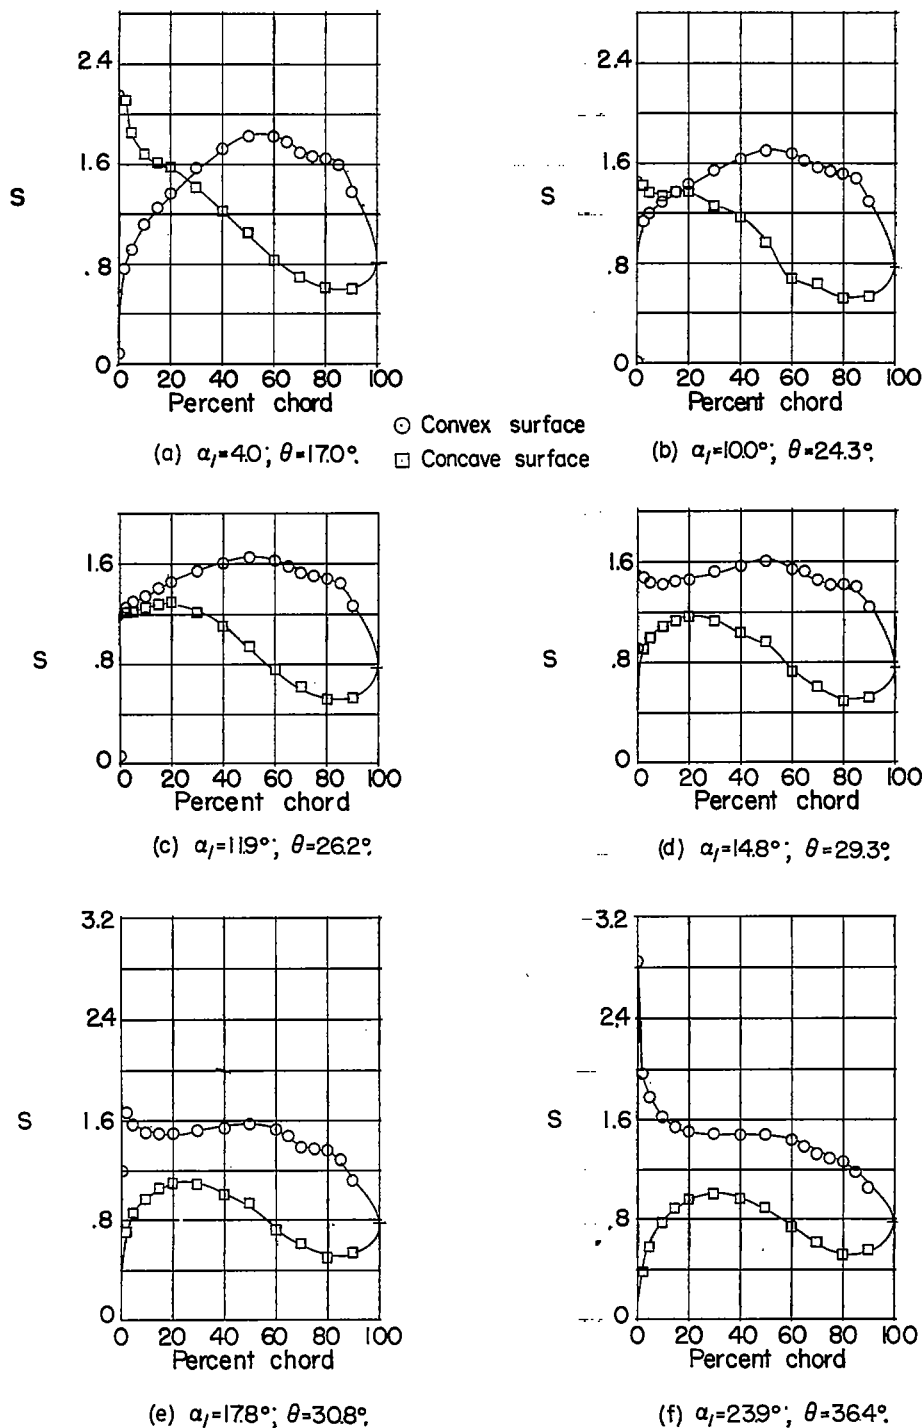 2.4
1.6
S
.8
0
0 20 40 60 80 100
Percent chord
(a) α₁=4.0; θ=17.0°.
2.4
1.6
S
.8
0
0 20 40 60 80 100
Percent chord
(b) α₁=10.0°; θ=24.3°.
Convex surface
Concave surface
1.6
S
.8
0
0 20 40 60 80 100
Percent chord
(c) α₁=11.9°; θ=26.2°.
1.6
S
.8
0
0 20 40 60 80 100
Percent chord
(d) α₁=14.8°; θ=29.3°.
3.2
2.4
1.6
S
.8
0
0 20 40 60 80 100
Percent chord
(e) α₁=17.8°; θ=30.8°.
3.2
2.4
1.6
S
.8
0
0 20 40 60 80 100
Percent chord
(f) α₁=23.9°; θ=36.4°.